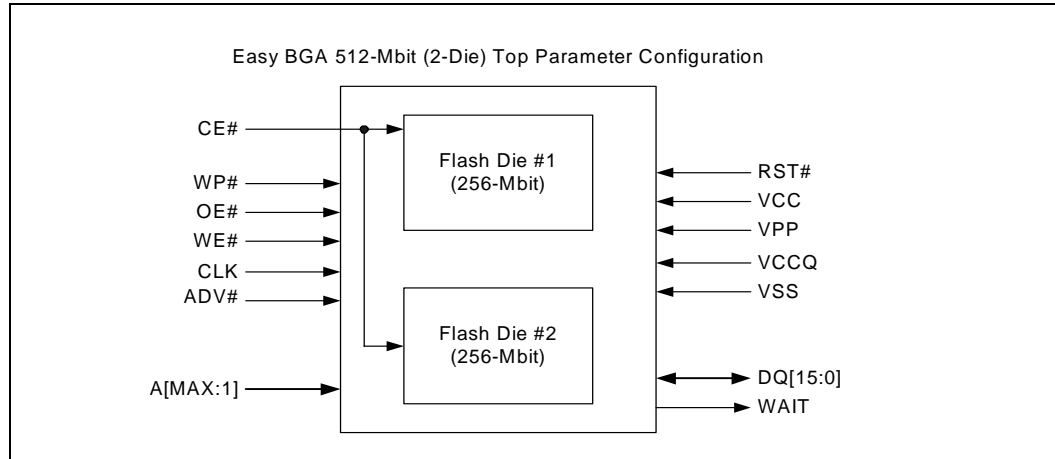 Easy BGA 512-Mbit (2-Die) Top Parameter Configuration
CE#
WP#
OE#
WE#
CLK
ADV#
A[MAX:1]
Flash Die #1
(256-Mbit)
Flash Die #2
(256-Mbit)
RST#
VCC
VPP
VCCQ
VSS
DQ[15:0]
WAIT